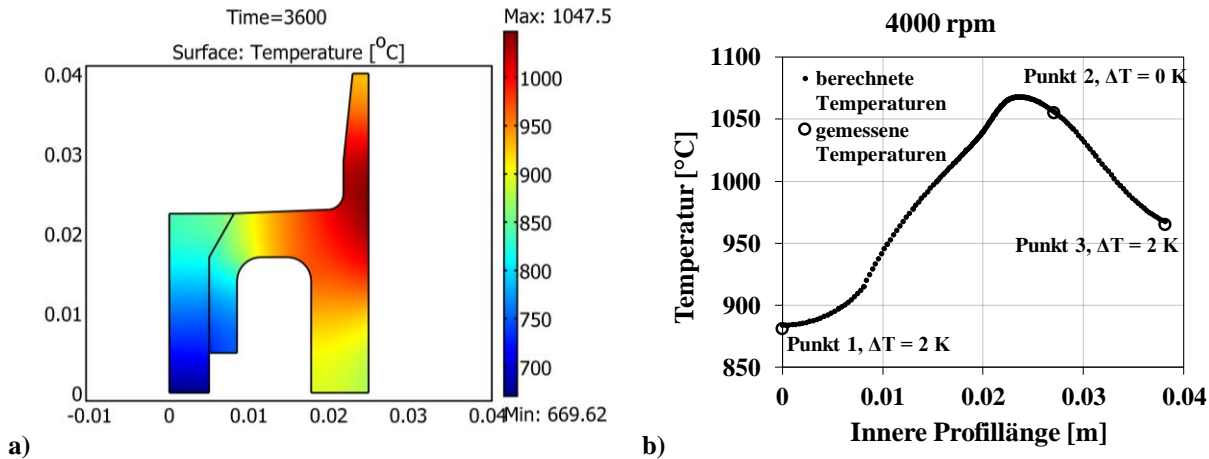 Time=3600
Max: 1047.5
Surface: Temperature [°C]
0.04
0.03
0.02
0.01
0
-0.01
0
0.01
0.02
0.03
0.04
1000
950
900
850
800
750
700
Min: 669.62
a)
4000 rpm
1100
1050
1000
950
900
850
Temperatur [°C]
berechnete
Temperaturen
gemessene
Temperaturen
Punkt 2, ΔT = 0 K
Punkt 3, ΔT = 2 K
Punkt 1, ΔT = 2 K
0
0.01
0.02
0.03
0.04
Innere Profillänge [m]
b)